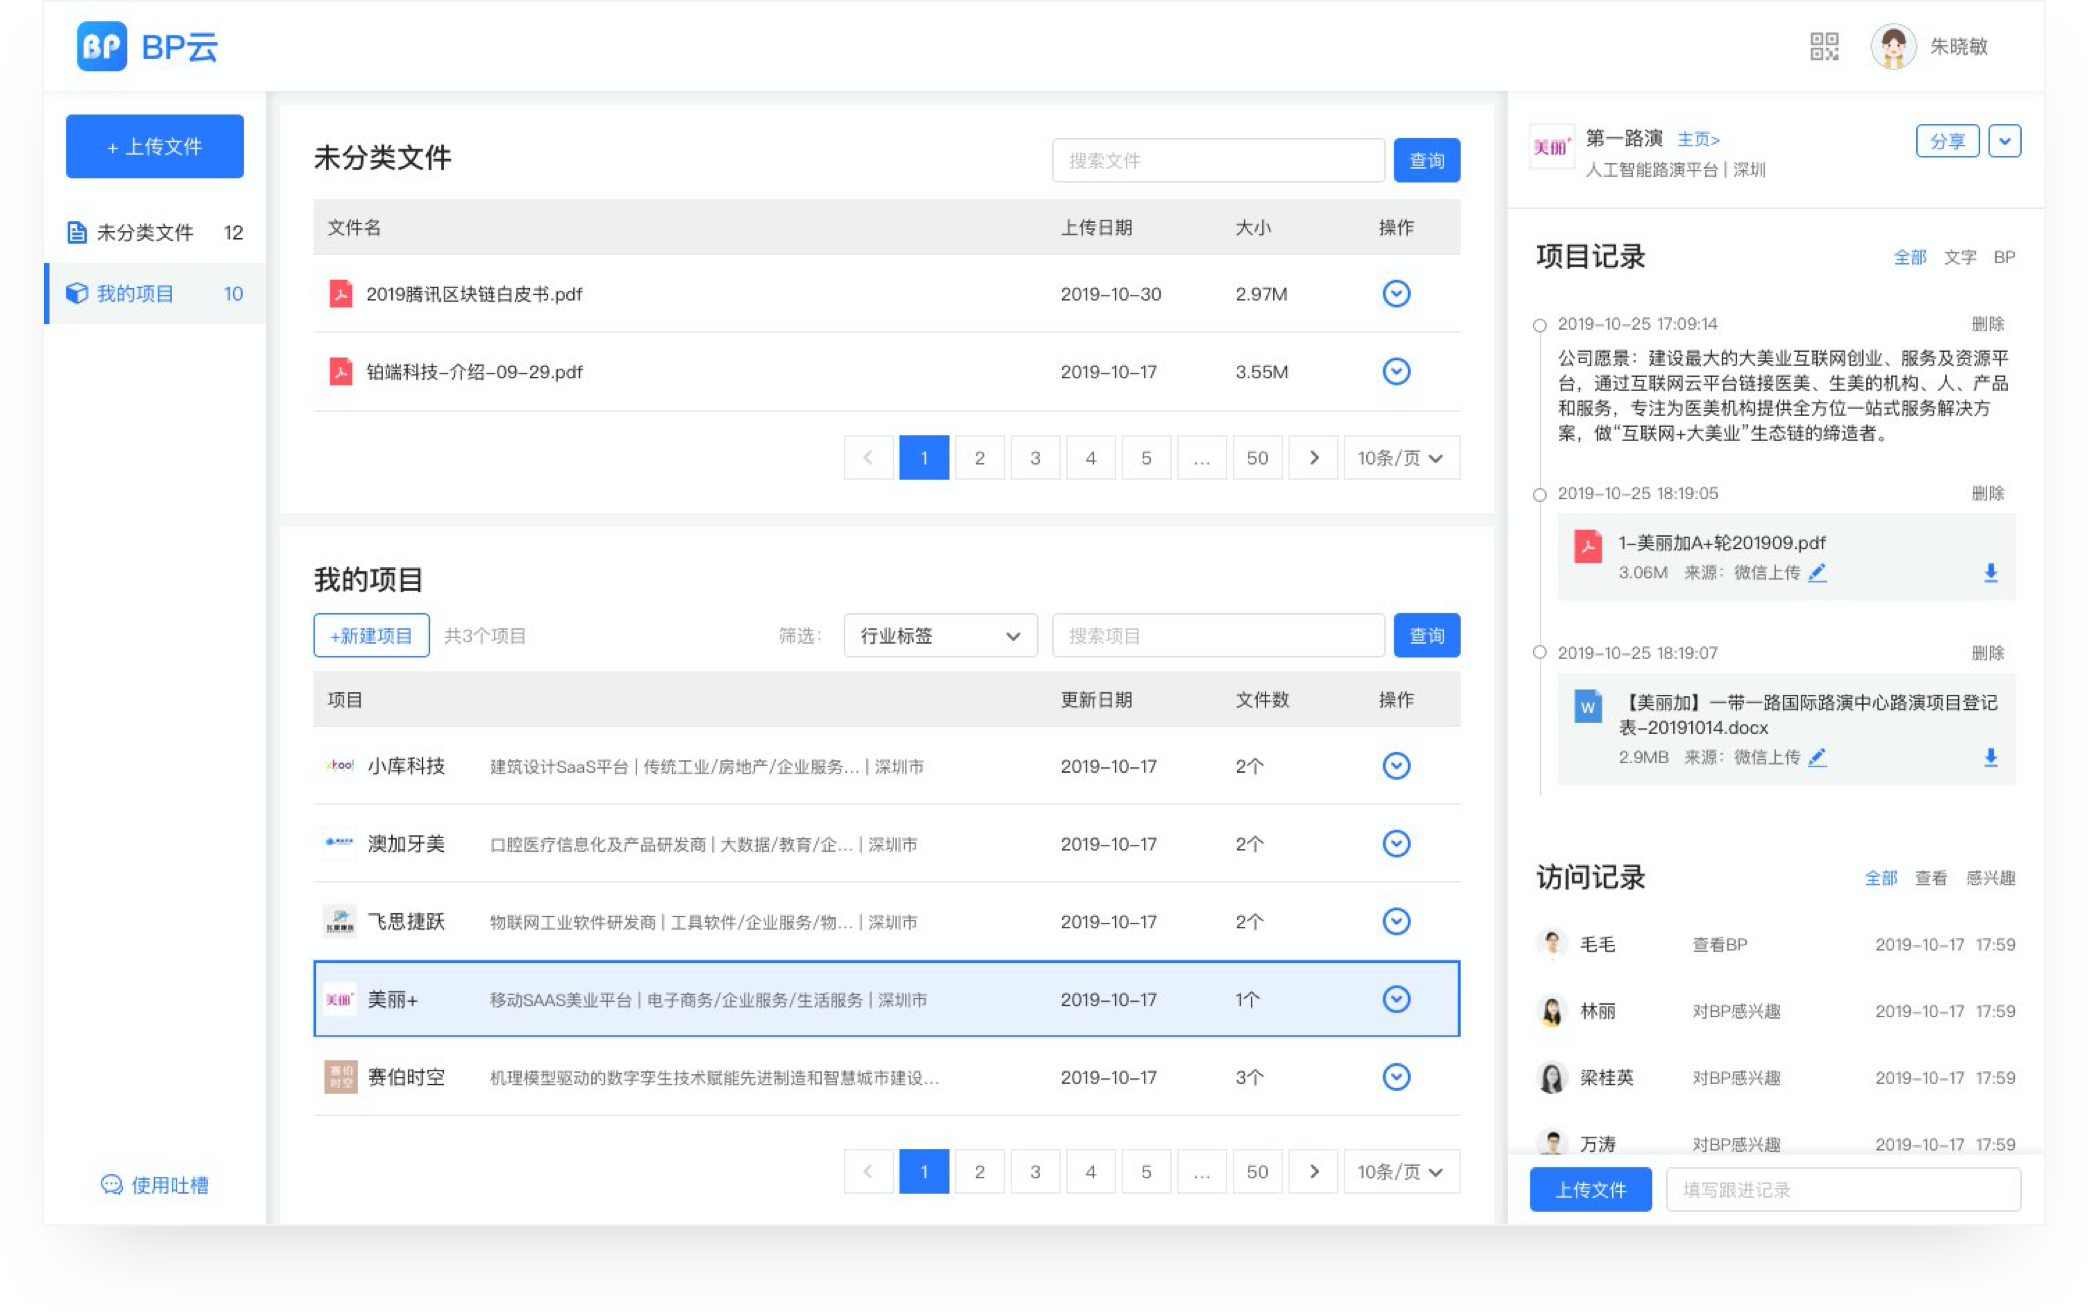 BP BP云
朱晓敏
+ 上传文件
未分类文件 12
我的项目 10
使用吐槽
未分类文件
搜索文件 查询
文件名 上传日期 大小 操作
2019腾讯区块链白皮书.pdf 2019-10-30 2.97M
铂端科技-介绍-09-29.pdf 2019-10-17 3.55M
1 2 3 4 5 ... 50 10条/页
我的项目
+新建项目 共3个项目 筛选: 行业标签 搜索项目 查询
项目 更新日期 文件数 操作
xkool 小库科技 建筑设计SaaS平台 | 传统工业/房地产/企业服务... | 深圳市 2019-10-17 2个
澳加牙美 口腔医疗信息化及产品研发商 | 大数据/教育/企... | 深圳市 2019-10-17 2个
飞思捷跃 物联网工业软件研发商 | 工具软件/企业服务/物... | 深圳市 2019-10-17 2个
美丽+ 美丽+ 移动SAAS美业平台 | 电子商务/企业服务/生活服务 | 深圳市 2019-10-17 1个
赛伯时空 赛伯时空 机理模型驱动的数字孪生技术赋能先进制造和智慧城市建设... 2019-10-17 3个
1 2 3 4 5 ... 50 10条/页
美丽+ 第一路演 主页> 分享
人工智能路演平台 | 深圳
项目记录 全部 文字 BP
2019-10-25 17:09:14 删除
公司愿景：建设最大的大美业互联网创业、服务及资源平
台，通过互联网云平台链接医美、生美的机构、人、产品
和服务，专注为医美机构提供全方位一站式服务解决方
案，做“互联网+大美业”生态链的缔造者。
2019-10-25 18:19:05 删除
1-美丽加A+轮201909.pdf
3.06M 来源：微信上传
2019-10-25 18:19:07 删除
W 【美丽加】一带一路国际路演中心路演项目登记
表-20191014.docx
2.9MB 来源：微信上传
访问记录 全部 查看 感兴趣
毛毛 查看BP 2019-10-17 17:59
林丽 对BP感兴趣 2019-10-17 17:59
梁桂英 对BP感兴趣 2019-10-17 17:59
万涛 对BP感兴趣 2019-10-17 17:59
上传文件 填写跟进记录